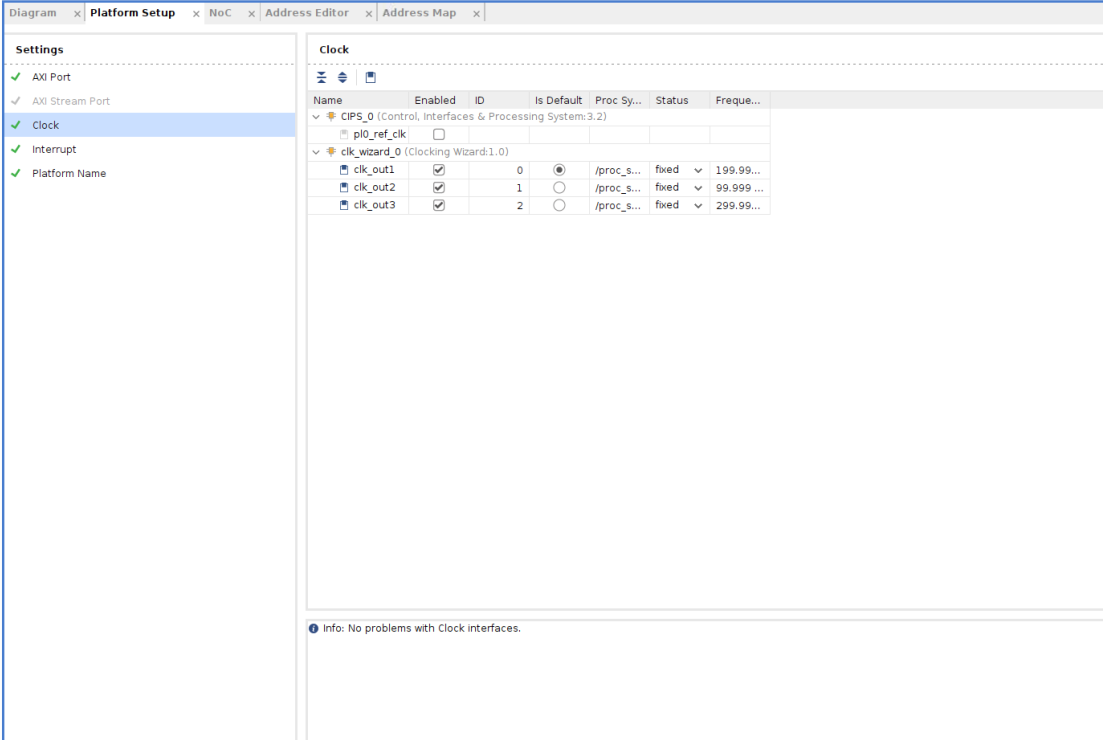 Diagram x Platform Setup x NoC x Address Editor x Address Map x
Settings
AXI Port
AXI Stream Port
Clock
Interrupt
Platform Name
Clock
Name Enabled ID Is Default Proc Sy... Status Freque...
CIPS_0 (Control, Interfaces & Processing System:3.2)
pl0_ref_clk
clk_wizard_0 (Clocking Wizard:1.0)
clk_out1 0 /proc_s... fixed 199.99...
clk_out2 1 /proc_s... fixed 99.999 ...
clk_out3 2 /proc_s... fixed 299.99...
Info: No problems with Clock interfaces.